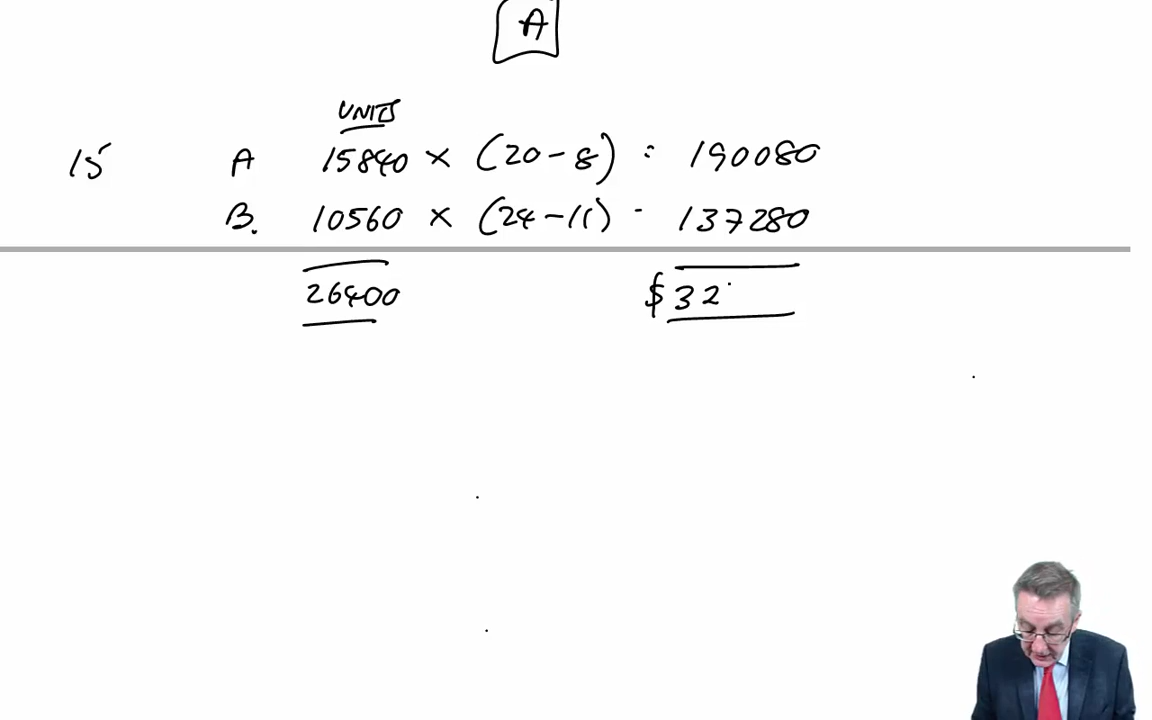 A
UNITS
15 A 15840 × (20-8) : 190080
B. 10560 × (24-11) - 137280
26400 $32